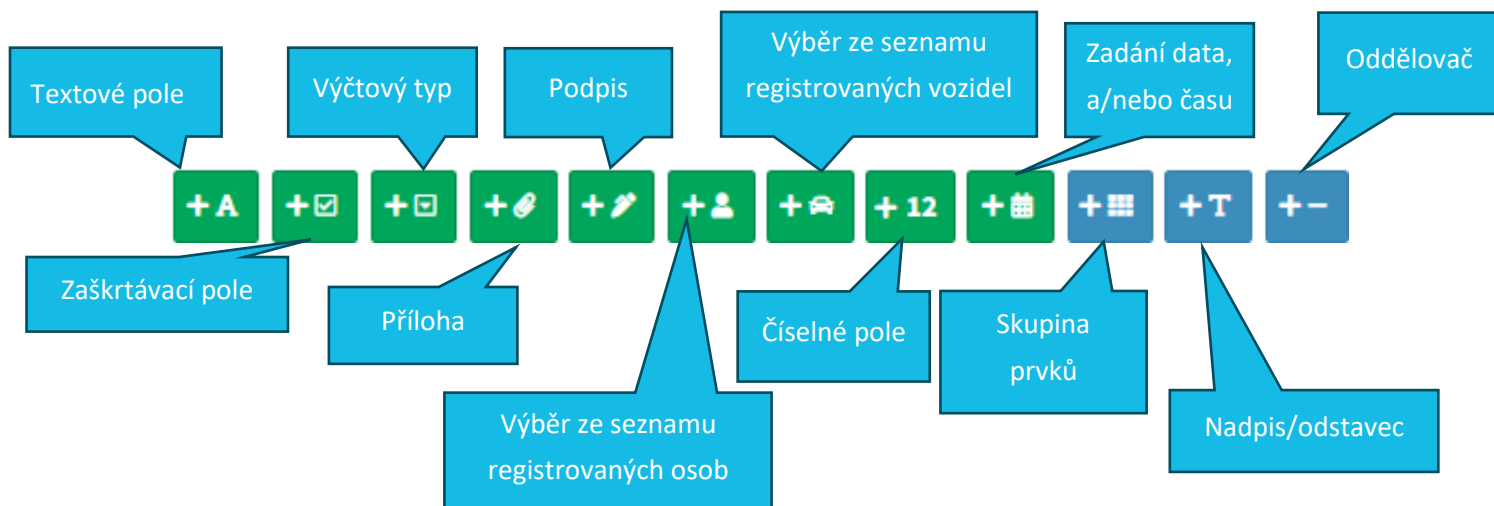 Textové pole
Výčtový typ
Podpis
Výběr ze seznamu
registrovaných vozidel
Zadání data,
a/nebo času
Oddělovač
+ A
+
+
+
+
+
+
+ 12
+
+
+ T
+ −
Zaškrtávací pole
Příloha
Výběr ze seznamu
registrovaných osob
Číselné pole
Skupina
prvků
Nadpis/odstavec